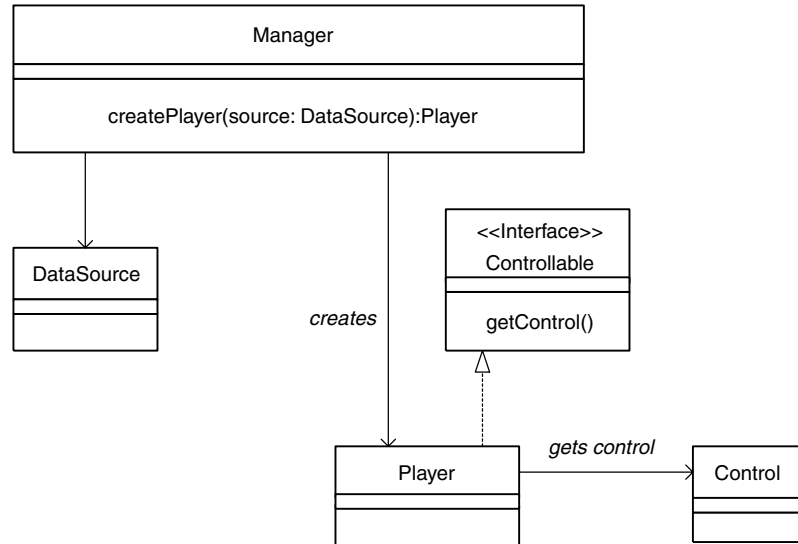 Manager
createPlayer(source: DataSource):Player
<<Interface>>
Controllable
DataSource
creates
getControl()
gets control
Player
Control